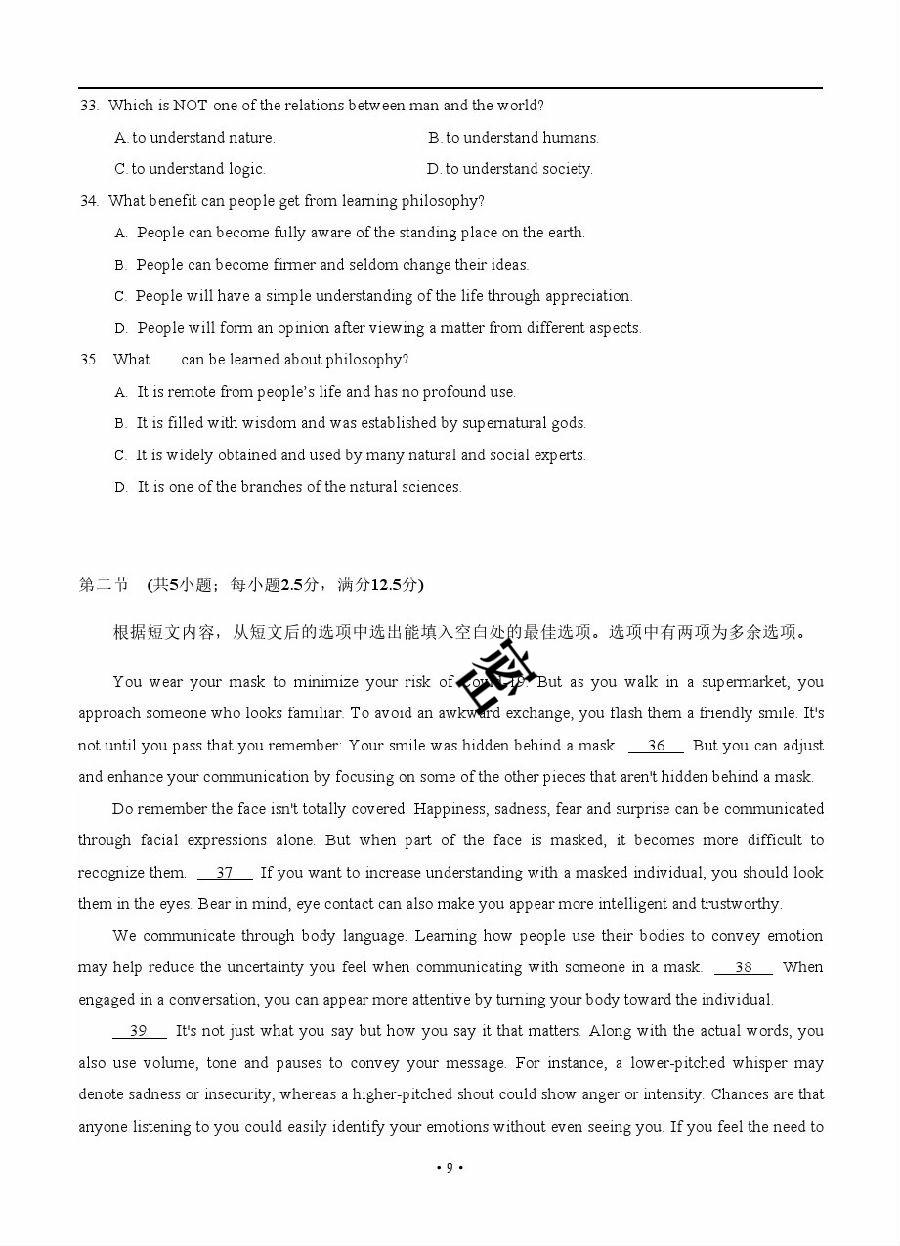 33. Which is NOT one of the relations between man and the world?
A. to understand nature. B. to understand humans.
C. to understand logic. D. to understand society.
34. What benefit can people get from learning philosophy?
A. People can become fully aware of the standing place on the earth.
B. People can become firmer and seldom change their ideas.
C. People will have a simple understanding of the life through appreciation.
D. People will form an opinion after viewing a matter from different aspects.
35 What can be learned about philosophy?
A. It is remote from people's life and has no profound use.
B. It is filled with wisdom and was established by supernatural gods.
C. It is widely obtained and used by many natural and social experts.
D. It is one of the branches of the natural sciences.
第二节 (共5小题；每小题2.5分，满分12.5分)
根据短文内容，从短文后的选项中选出能填入空白处的最佳选项。选项中有两项为多余选项。
You wear your mask to minimize your risk of Covid-19. But as you walk in a supermarket, you
approach someone who looks familiar. To avoid an awkward exchange, you flash them a friendly smile. It's
not until you pass that you remember: Your smile was hidden behind a mask. 36 But you can adjust
and enhance your communication by focusing on some of the other pieces that aren't hidden behind a mask.
Do remember the face isn't totally covered. Happiness, sadness, fear and surprise can be communicated
through facial expressions alone. But when part of the face is masked, it becomes more difficult to
recognize them. 37 If you want to increase understanding with a masked individual, you should look
them in the eyes. Bear in mind, eye contact can also make you appear more intelligent and trustworthy.
We communicate through body language. Learning how people use their bodies to convey emotion
may help reduce the uncertainty you feel when communicating with someone in a mask. 38 When
engaged in a conversation, you can appear more attentive by turning your body toward the individual.
39 It's not just what you say but how you say it that matters. Along with the actual words, you
also use volume, tone and pauses to convey your message. For instance, a lower-pitched whisper may
denote sadness or insecurity, whereas a higher-pitched shout could show anger or intensity. Chances are that
anyone listening to you could easily identify your emotions without even seeing you. If you feel the need to
• 9 •
密